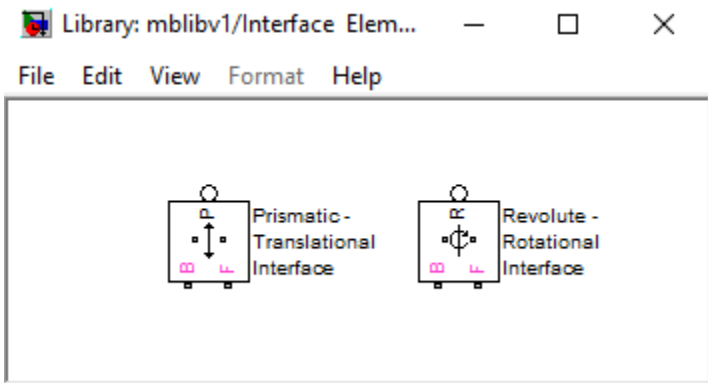 Library: mblibv1/Interface Elem...
File Edit View Format Help
P
B F
Prismatic -
Translational
Interface
R
B F
Revolute -
Rotational
Interface